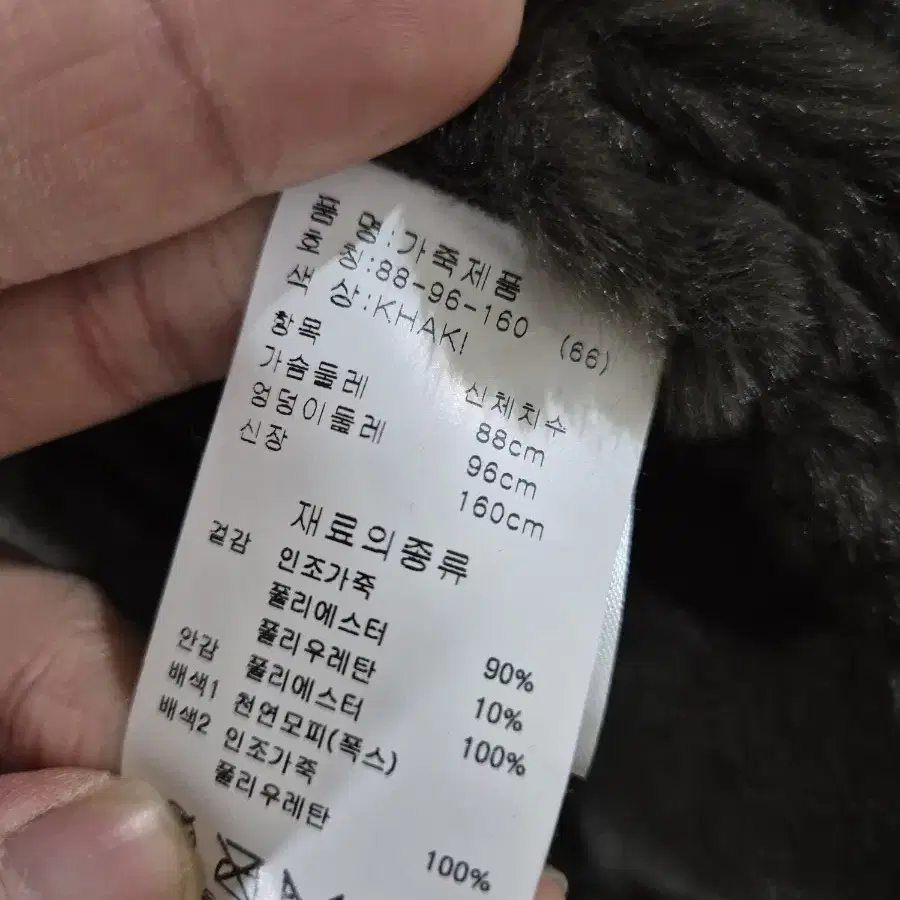 품 명:가죽제품
호 칭:88-96-160 (66)
색 상:KHAKI
항목 신체치수
가슴둘레 88cm
엉덩이둘레 96cm
신장 160cm
재료의종류
겉감 인조가죽
폴리에스터 90%
폴리우레탄 10%
안감 폴리에스터 100%
배색1 천연모피(폭스)
배색2 인조가죽
폴리우레탄 100%